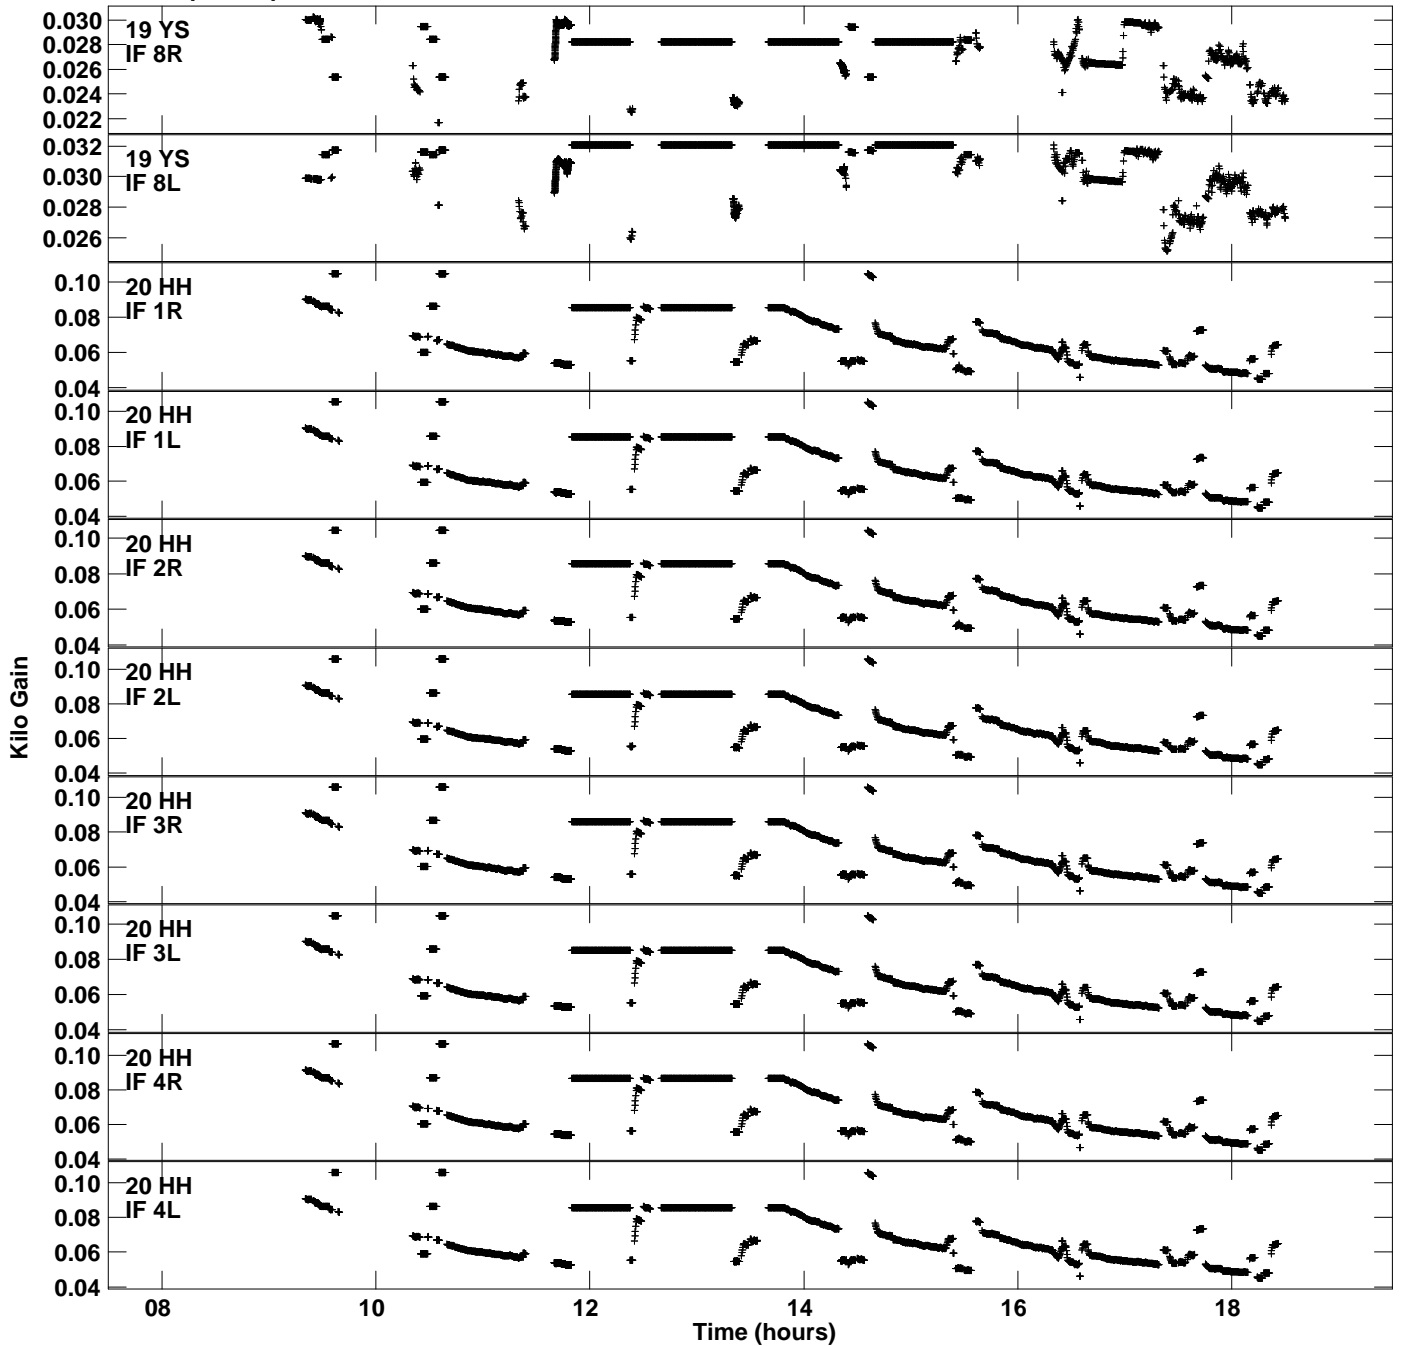 0.030
0.028
0.026
0.024
0.022
19 YS
IF 8R
0.032
0.030
0.028
0.026
19 YS
IF 8L
0.10
0.08
0.06
0.04
20 HH
IF 1R
0.10
0.08
0.06
0.04
20 HH
IF 1L
0.10
0.08
0.06
0.04
20 HH
IF 2R
0.10
0.08
0.06
0.04
20 HH
IF 2L
0.10
0.08
0.06
0.04
20 HH
IF 3R
0.10
0.08
0.06
0.04
20 HH
IF 3L
0.10
0.08
0.06
0.04
20 HH
IF 4R
0.10
0.08
0.06
0.04
20 HH
IF 4L
Kilo Gain
08 10 12 14 16 18
Time (hours)